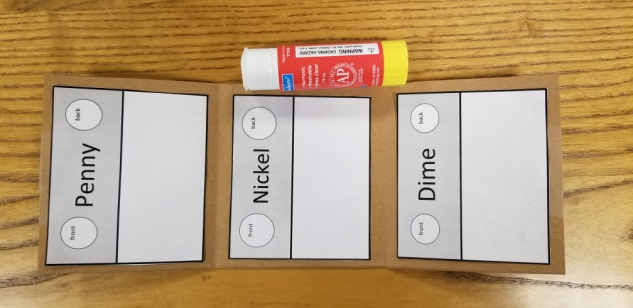 back
Penny
front
back
Nickel
front
back
Dime
front
WARNING:
CHOKING HAZARD
AP